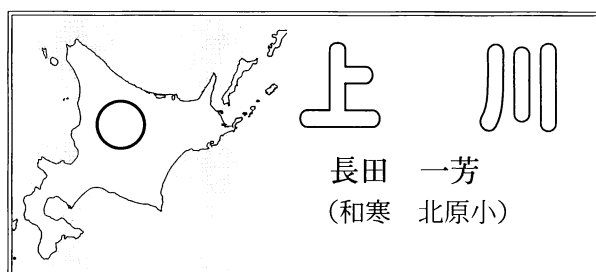 上川
長田　一芳
（和寒　北原小）